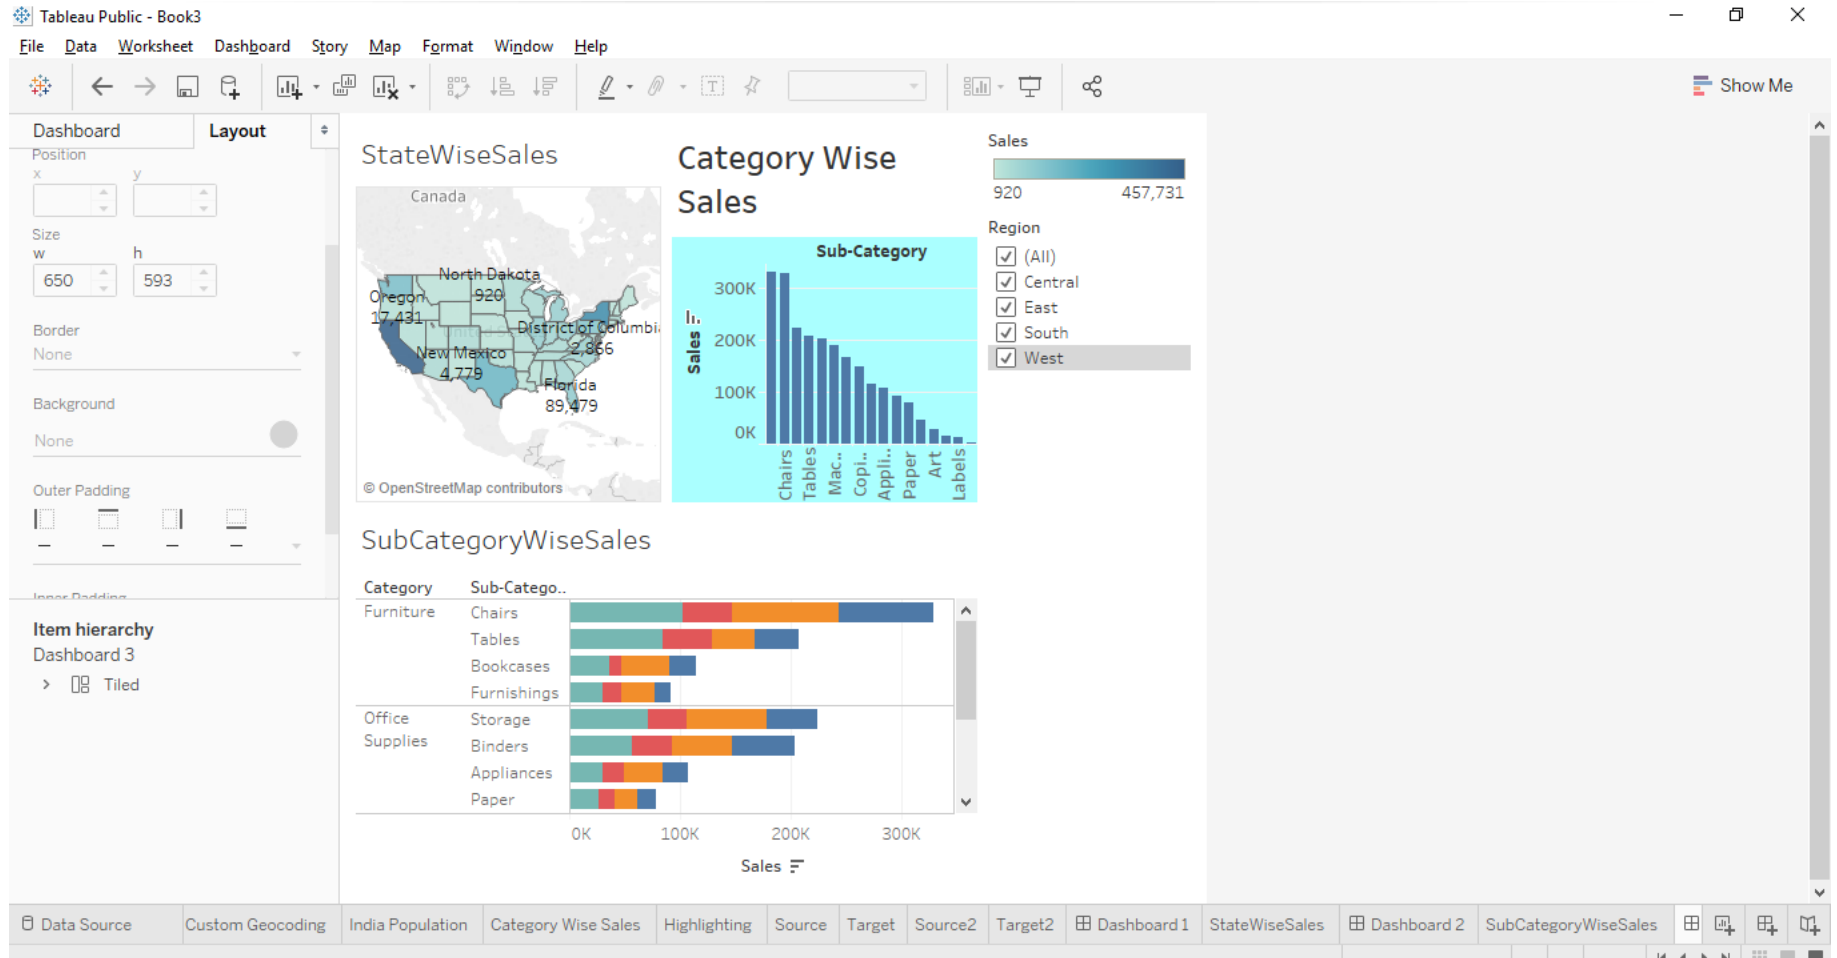 Tableau Public - Book3
File Data Worksheet Dashboard Story Map Format Window Help
Show Me
Dashboard Layout
Position
x y
Size
w h
650 593
Border
None
Background
None
Outer Padding
Inner Padding
Item hierarchy
Dashboard 3
Tiled
StateWiseSales
Canada
North Dakota
920
Oregon
17,431
District of Columbia
2,866
New Mexico
4,779
Florida
89,479
© OpenStreetMap contributors
Category Wise
Sales
Sub-Category
Sales
300K
200K
100K
0K
Chairs
Tables
Mac..
Copi..
Appli..
Paper
Art
Labels
Sales
920 457,731
Region
(All)
Central
East
South
West
SubCategoryWiseSales
Category Sub-Catego..
Furniture Chairs
Tables
Bookcases
Furnishings
Office Storage
Supplies Binders
Appliances
Paper
0K 100K 200K 300K
Sales
Data Source Custom Geocoding India Population Category Wise Sales Highlighting Source Target Source2 Target2 Dashboard 1 StateWiseSales Dashboard 2 SubCategoryWiseSales